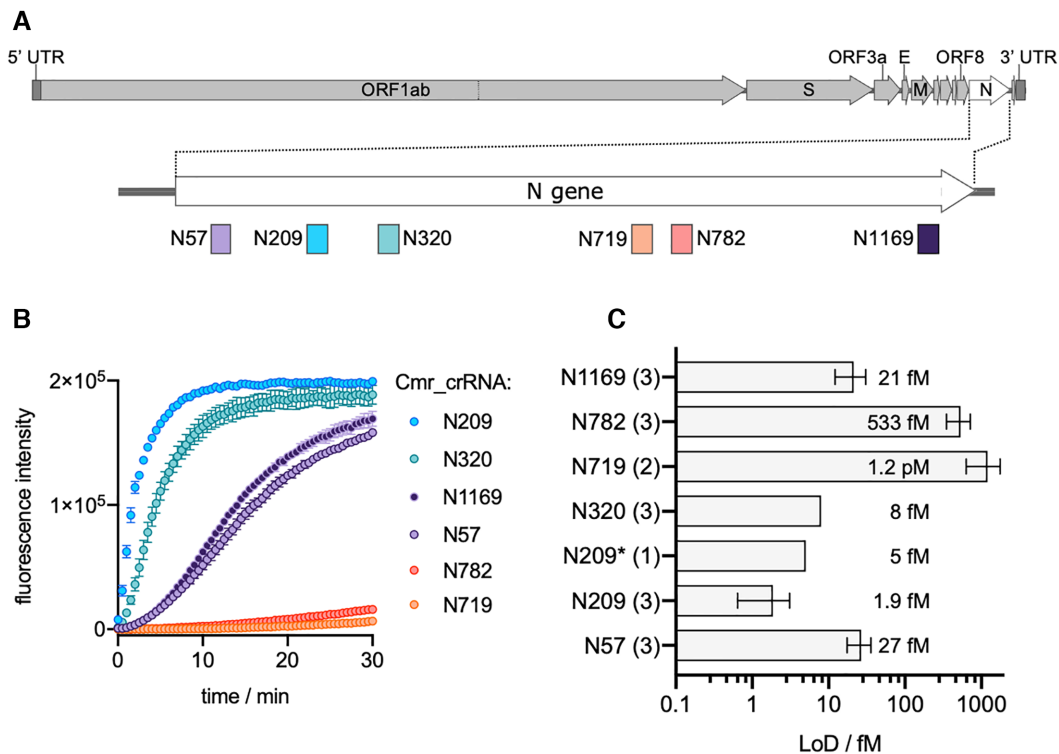 A
5' UTR
ORF3a E ORF8 3' UTR
ORF1ab S M N
N gene
N57 N209 N320 N719 N782 N1169
B
C
2×10⁵
1×10⁵
0
fluorescence intensity
0 10 20 30
time / min
Cmr_crRNA:
N209
N320
N1169
N57
N782
N719
N1169 (3) 21 fM
N782 (3) 533 fM
N719 (2) 1.2 pM
N320 (3) 8 fM
N209* (1) 5 fM
N209 (3) 1.9 fM
N57 (3) 27 fM
0.1 1 10 100 1000
LoD / fM